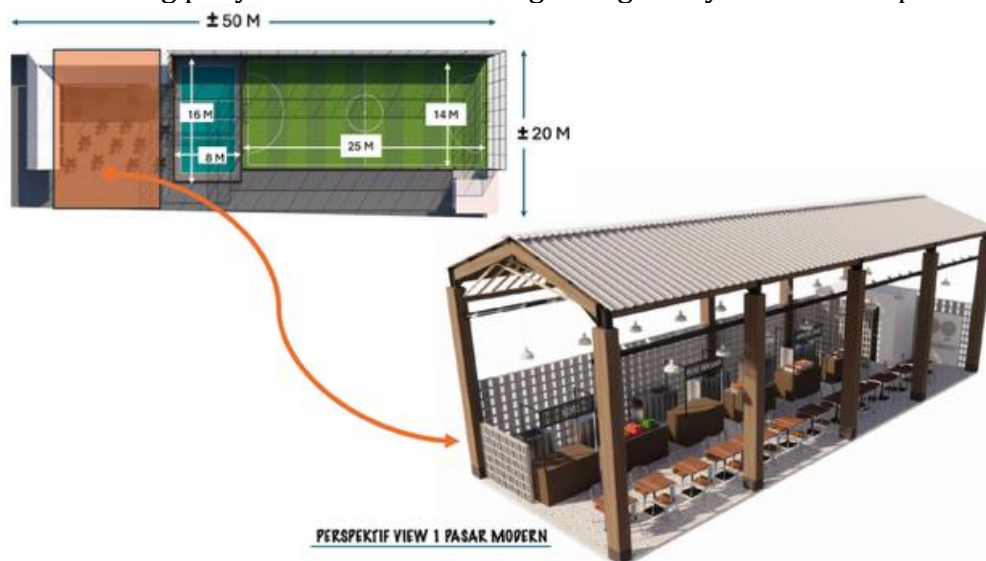 ± 50 M
16 M
14 M
± 20 M
25 M
8 M
PERSPEKTIF VIEW 1 PASAR MODERN